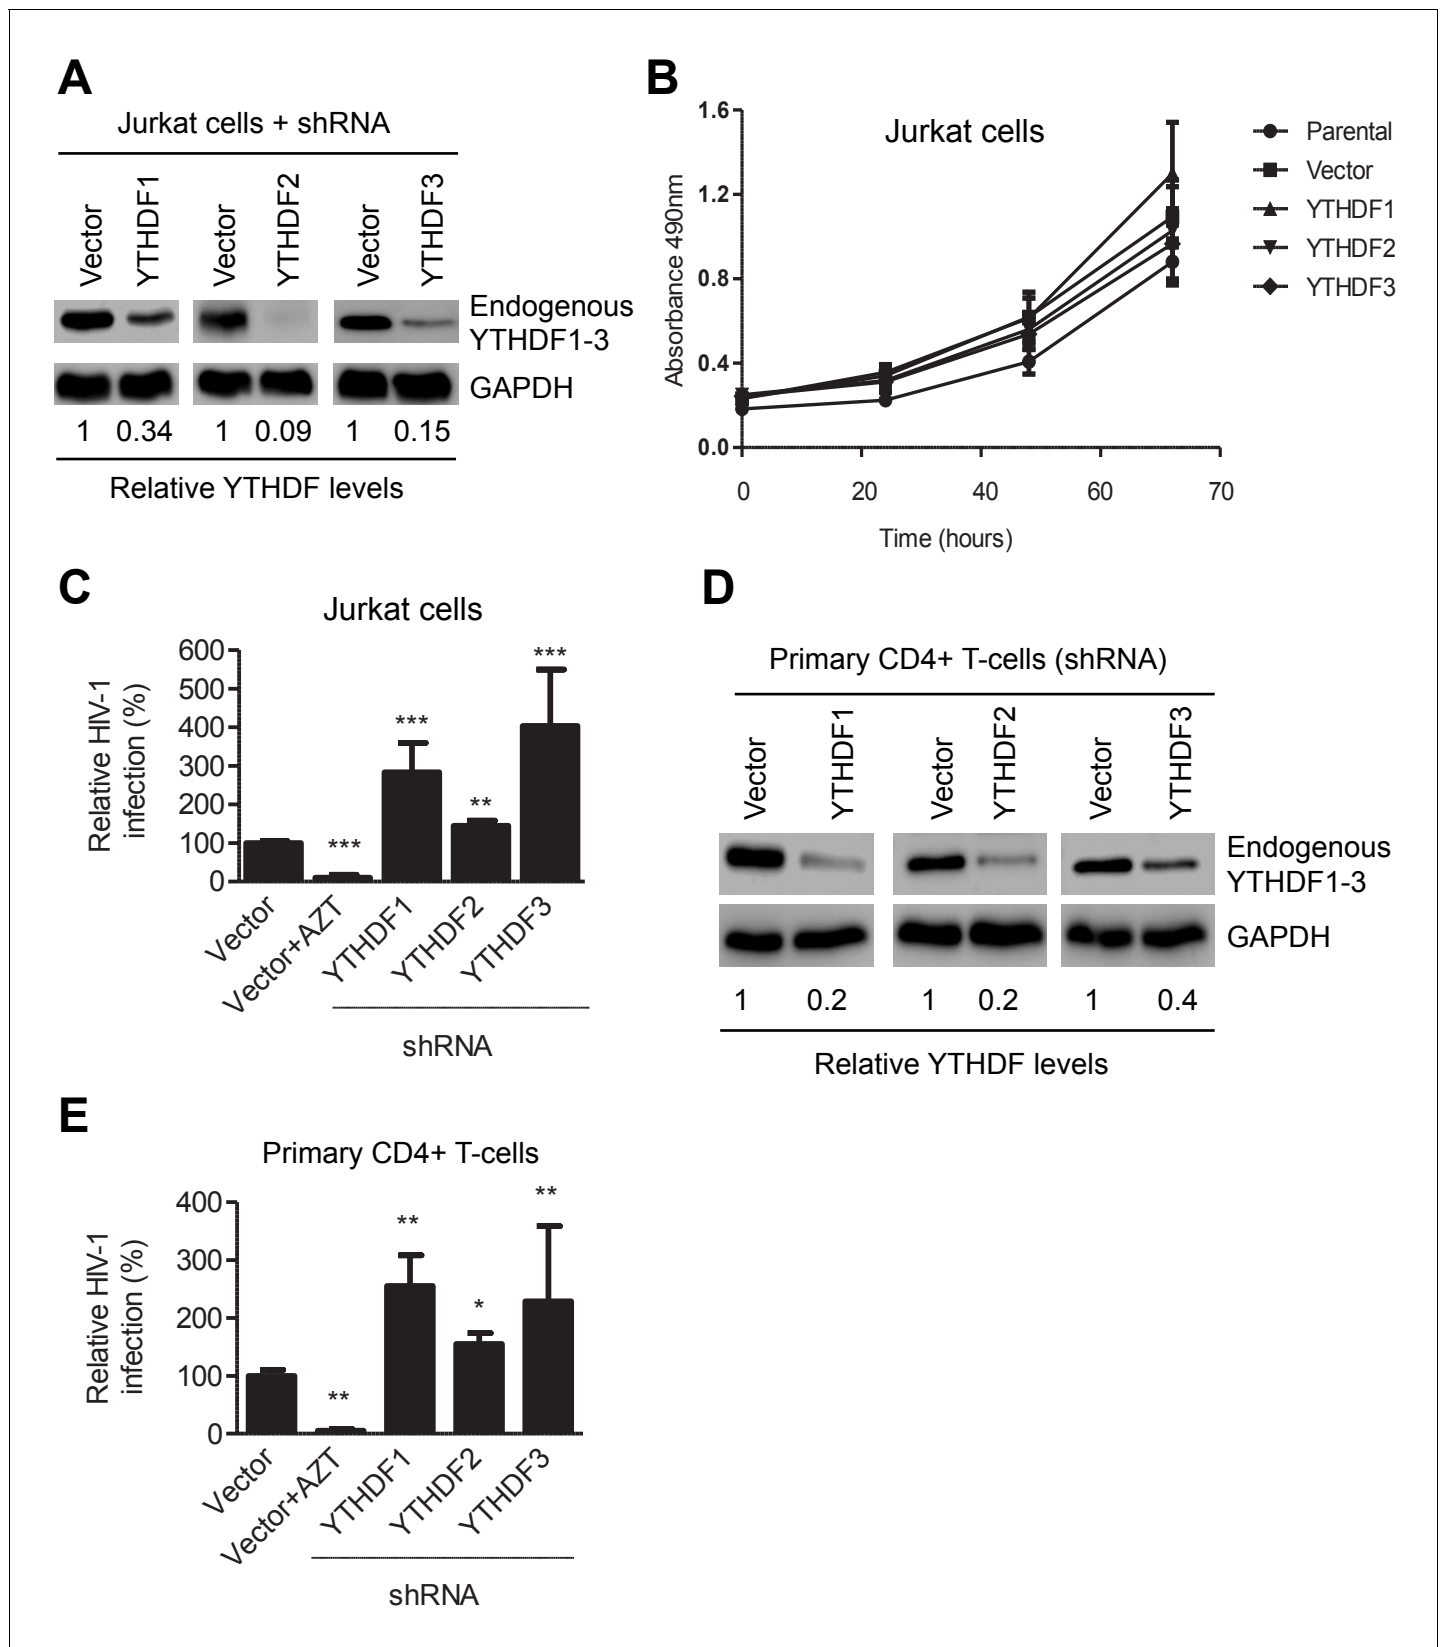 A
Jurkat cells + shRNA
Vector
YTHDF1
Vector
YTHDF2
Vector
YTHDF3
Endogenous
YTHDF1-3
GAPDH
1 0.34 1 0.09 1 0.15
Relative YTHDF levels
B
Jurkat cells
Absorbance 490nm
1.6
1.2
0.8
0.4
0.0
0 20 40 60 70
Time (hours)
Parental
Vector
YTHDF1
YTHDF2
YTHDF3
C
Jurkat cells
Relative HIV-1
infection (%)
600
500
400
300
200
100
0
***
***
**
***
Vector
Vector+AZT
YTHDF1
YTHDF2
YTHDF3
shRNA
D
Primary CD4+ T-cells (shRNA)
Vector
YTHDF1
Vector
YTHDF2
Vector
YTHDF3
Endogenous
YTHDF1-3
GAPDH
1 0.2 1 0.2 1 0.4
Relative YTHDF levels
E
Primary CD4+ T-cells
Relative HIV-1
infection (%)
400
300
200
100
0
**
**
*
**
Vector
Vector+AZT
YTHDF1
YTHDF2
YTHDF3
shRNA